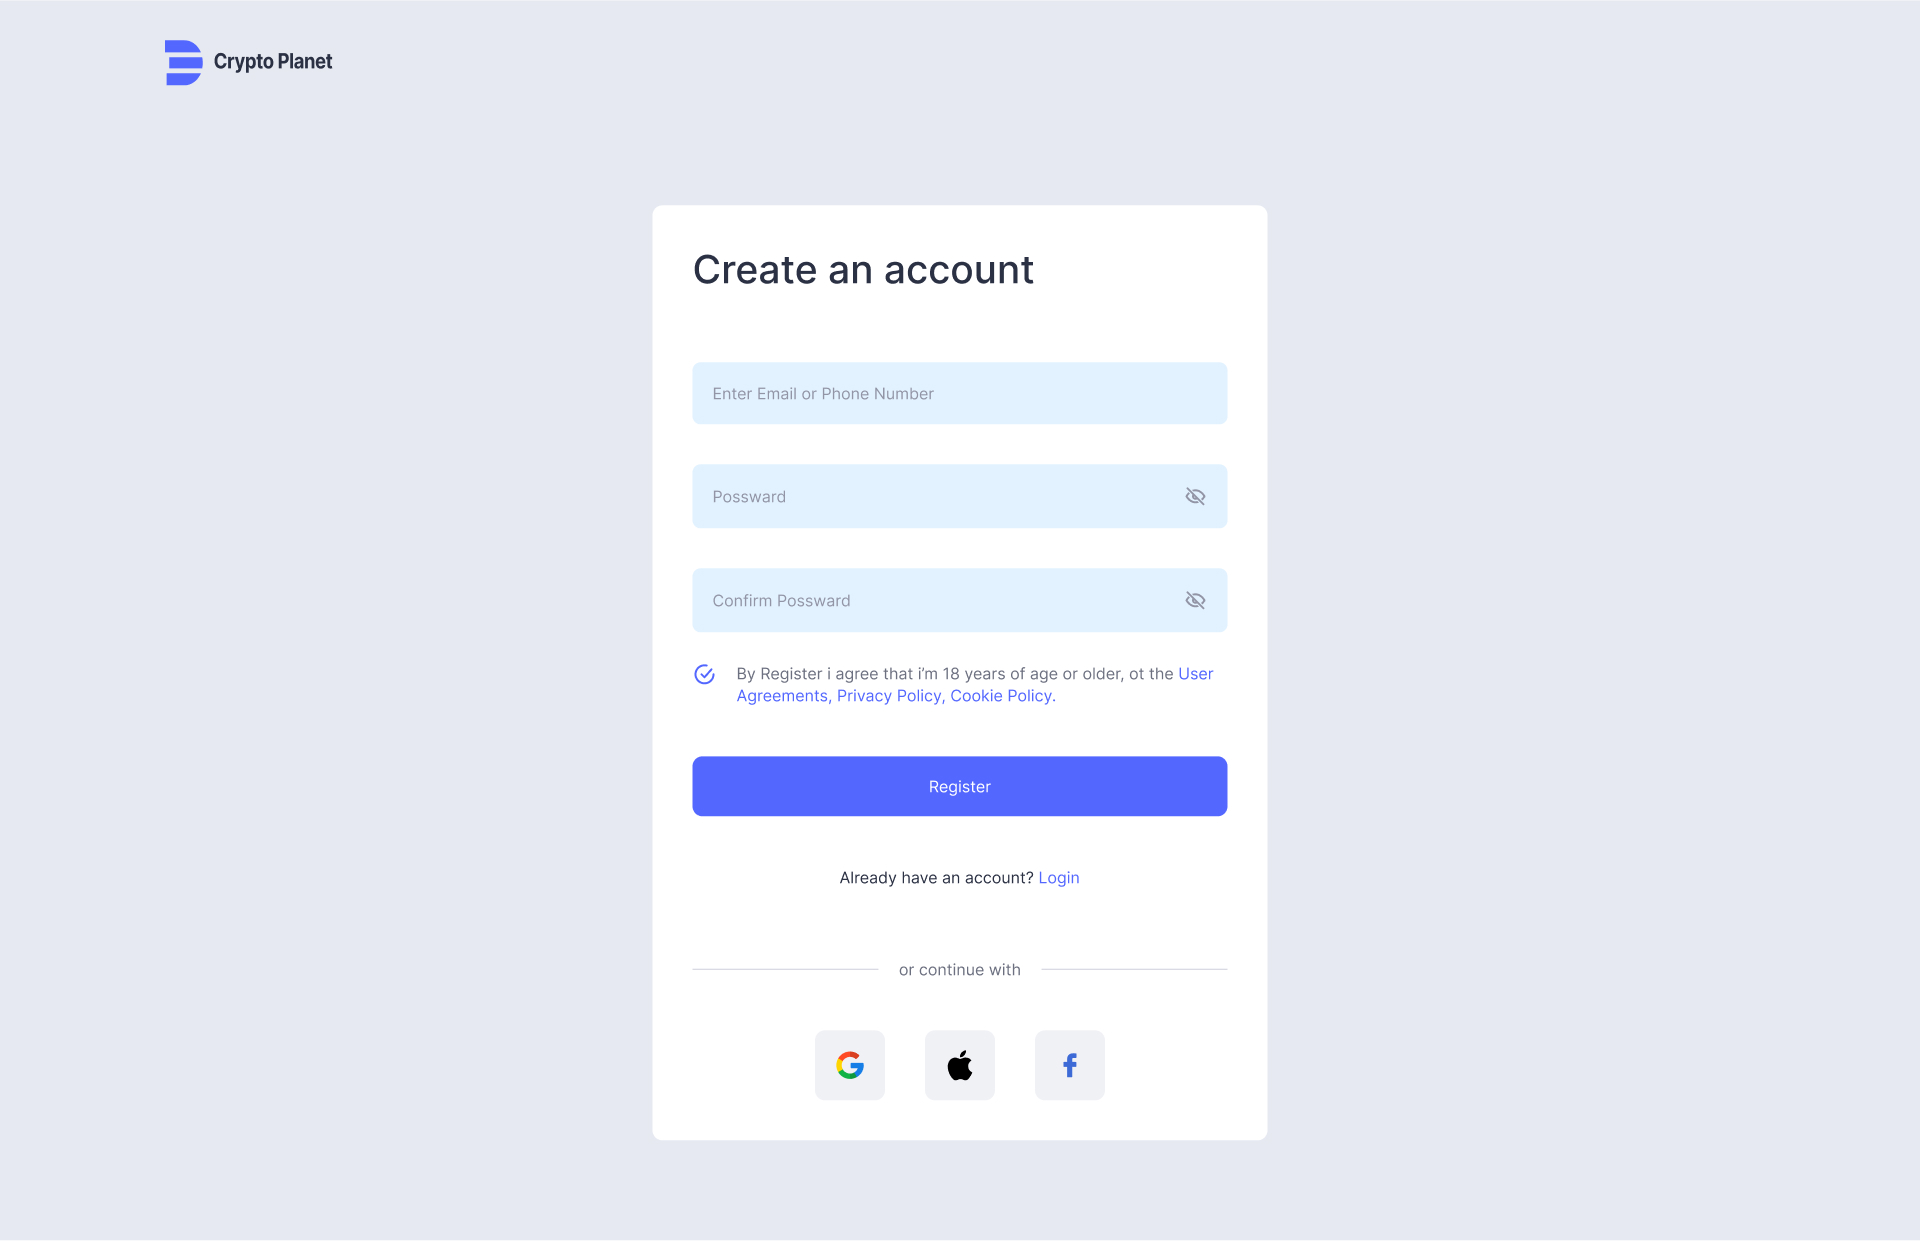 Crypto Planet
Create an account
Enter Email or Phone Number
Possward
Confirm Possward
By Register i agree that i’m 18 years of age or older, ot the User
Agreements, Privacy Policy, Cookie Policy.
Register
Already have an account? Login
or continue with